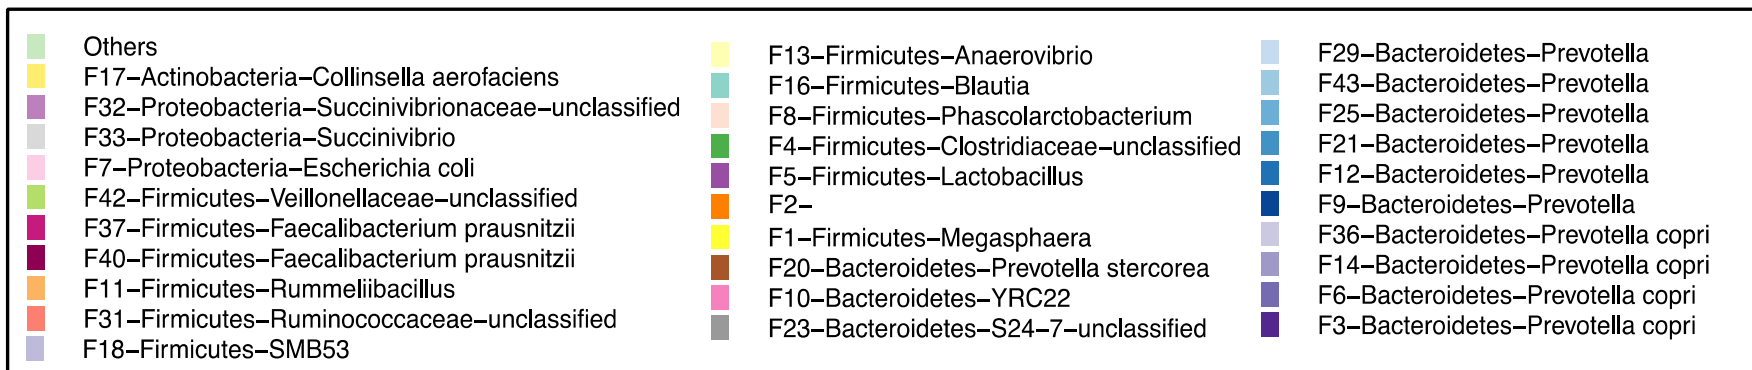 Others
F17–Actinobacteria–Collinsella aerofaciens
F32–Proteobacteria–Succinivibrionaceae–unclassified
F33–Proteobacteria–Succinivibrio
F7–Proteobacteria–Escherichia coli
F42–Firmicutes–Veillonellaceae–unclassified
F37–Firmicutes–Faecalibacterium prausnitzii
F40–Firmicutes–Faecalibacterium prausnitzii
F11–Firmicutes–Rummeliibacillus
F31–Firmicutes–Ruminococcaceae–unclassified
F18–Firmicutes–SMB53
F13–Firmicutes–Anaerovibrio
F16–Firmicutes–Blautia
F8–Firmicutes–Phascolarctobacterium
F4–Firmicutes–Clostridiaceae–unclassified
F5–Firmicutes–Lactobacillus
F2–
F1–Firmicutes–Megasphaera
F20–Bacteroidetes–Prevotella stercorea
F10–Bacteroidetes–YRC22
F23–Bacteroidetes–S24–7–unclassified
F29–Bacteroidetes–Prevotella
F43–Bacteroidetes–Prevotella
F25–Bacteroidetes–Prevotella
F21–Bacteroidetes–Prevotella
F12–Bacteroidetes–Prevotella
F9–Bacteroidetes–Prevotella
F36–Bacteroidetes–Prevotella copri
F14–Bacteroidetes–Prevotella copri
F6–Bacteroidetes–Prevotella copri
F3–Bacteroidetes–Prevotella copri